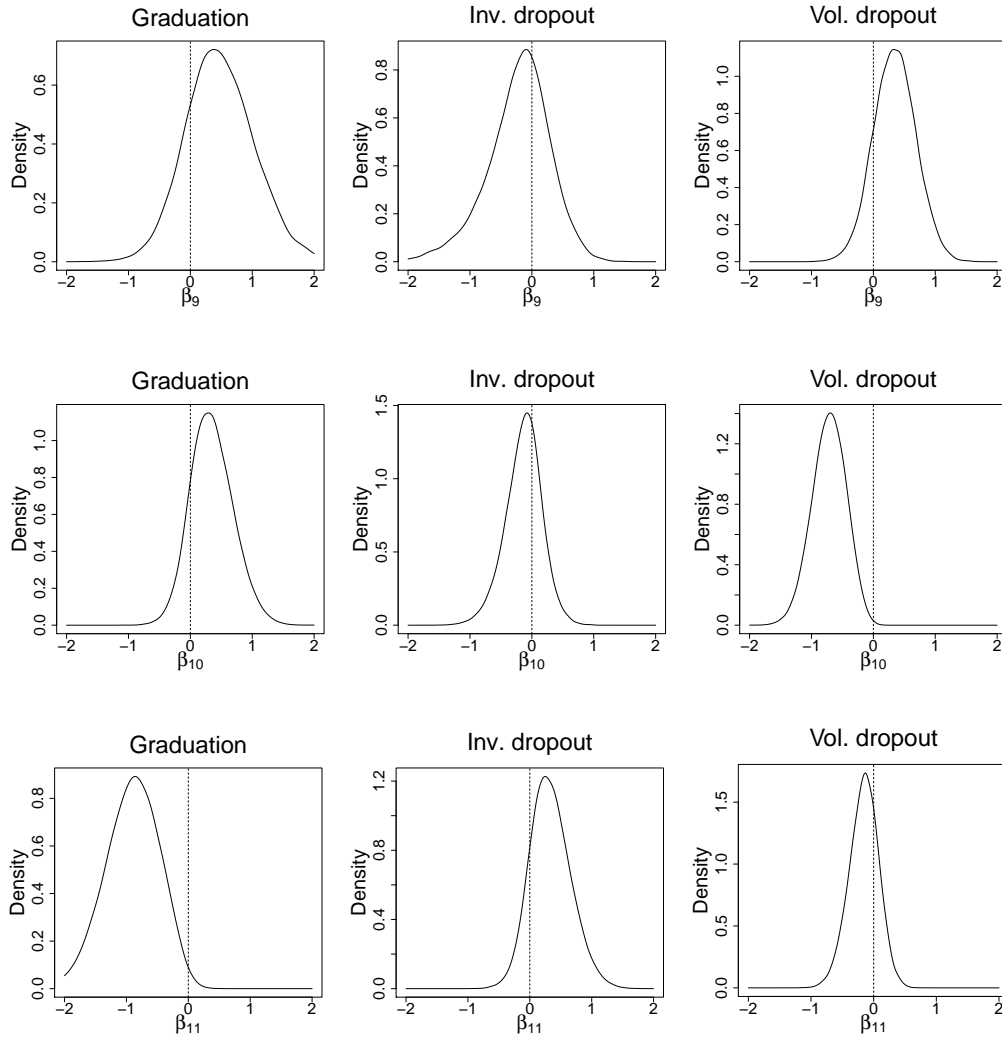 Graduation
Density
0.0 0.2 0.4 0.6
−2 −1 0 1 2
β9
Inv. dropout
Density
0.0 0.2 0.4 0.6 0.8
−2 −1 0 1 2
β9
Vol. dropout
Density
0.0 0.2 0.4 0.6 0.8 1.0
−2 −1 0 1 2
β9
Graduation
Density
0.0 0.2 0.4 0.6 0.8 1.0
−2 −1 0 1 2
β10
Inv. dropout
Density
0.0 0.5 1.0 1.5
−2 −1 0 1 2
β10
Vol. dropout
Density
0.0 0.4 0.8 1.2
−2 −1 0 1 2
β10
Graduation
Density
0.0 0.2 0.4 0.6 0.8
−2 −1 0 1 2
β11
Inv. dropout
Density
0.0 0.4 0.8 1.2
−2 −1 0 1 2
β11
Vol. dropout
Density
0.0 0.5 1.0 1.5
−2 −1 0 1 2
β11